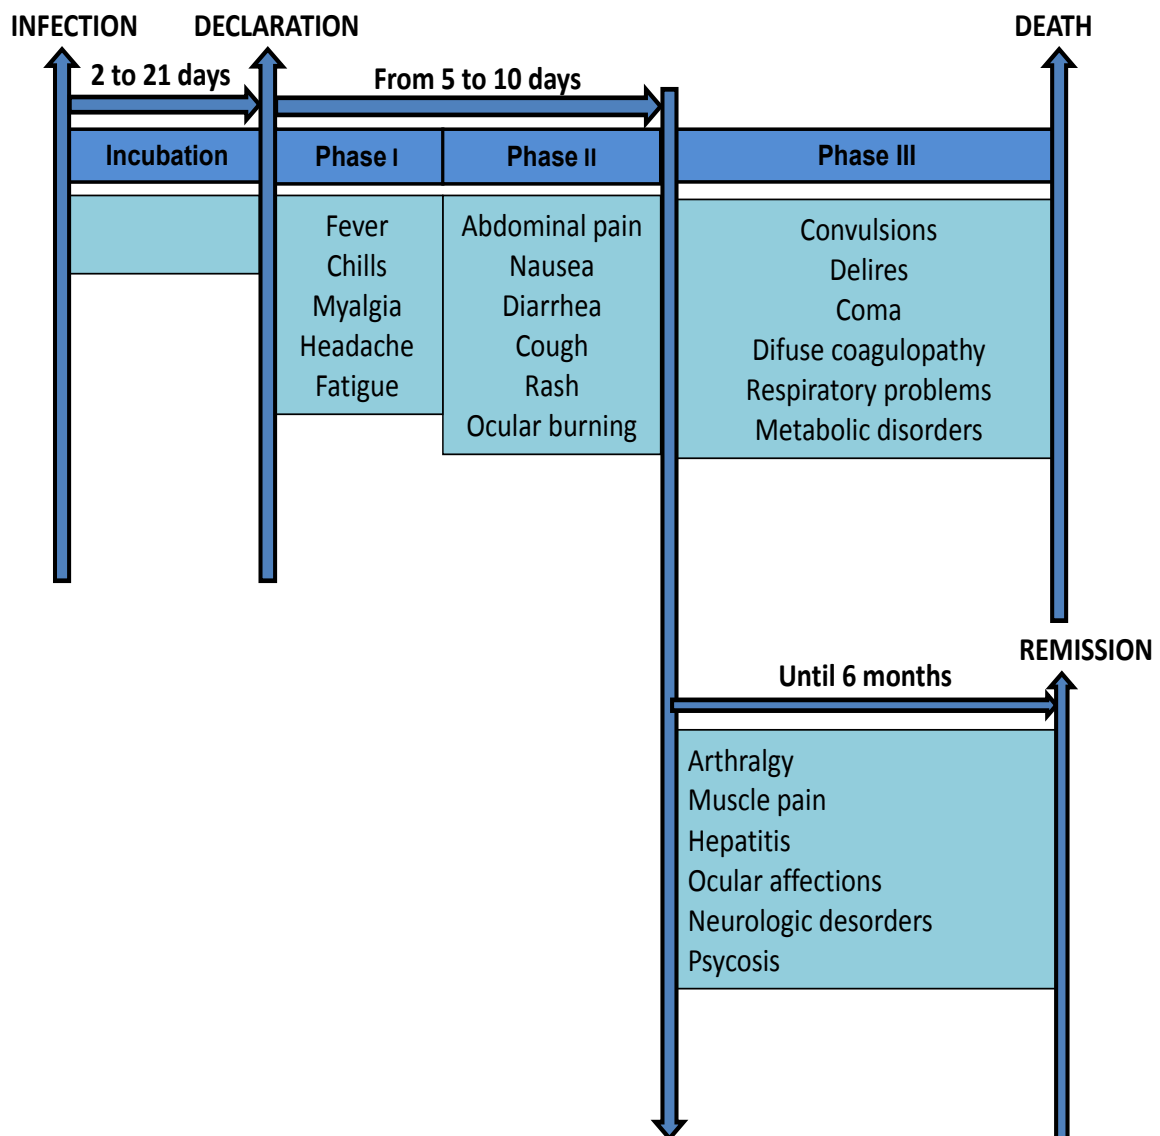 INFECTION
DECLARATION
DEATH
2 to 21 days
From 5 to 10 days
Incubation
Phase I
Phase II
Phase III
Fever
Chills
Myalgia
Headache
Fatigue
Abdominal pain
Nausea
Diarrhea
Cough
Rash
Ocular burning
Convulsions
Delires
Coma
Difuse coagulopathy
Respiratory problems
Metabolic disorders
REMISSION
Until 6 months
Arthralgy
Muscle pain
Hepatitis
Ocular affections
Neurologic desorders
Psycosis